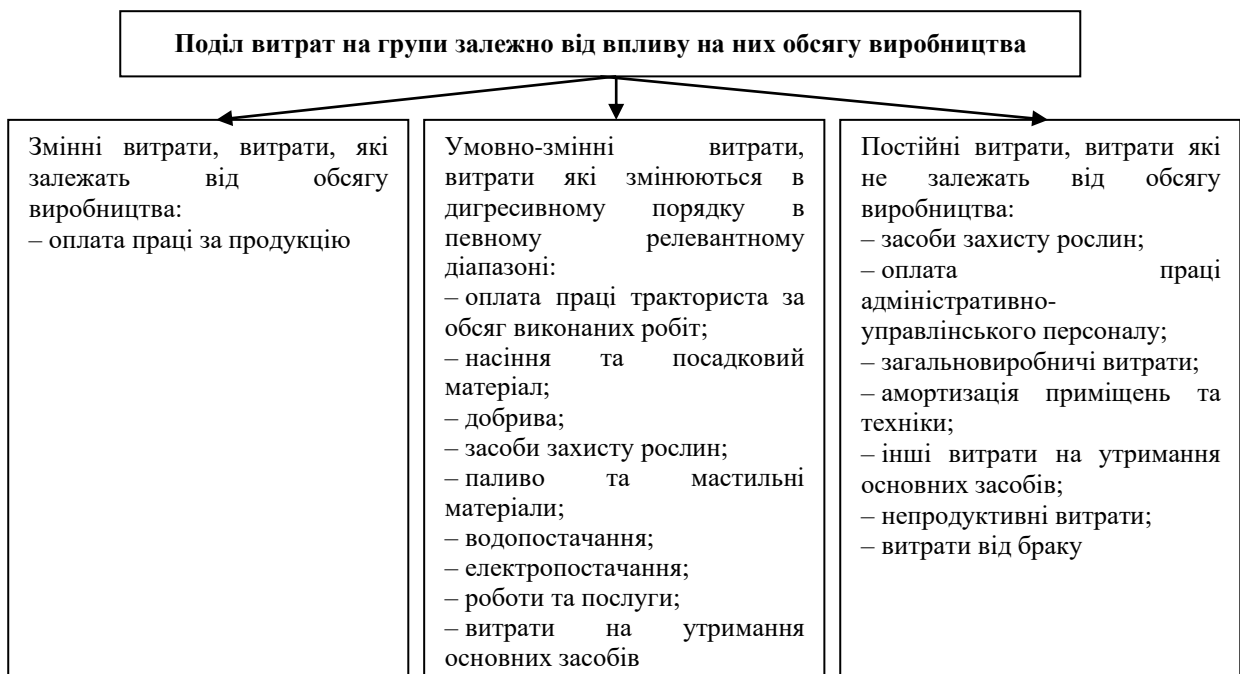 Поділ витрат на групи залежно від впливу на них обсягу виробництва
Змінні витрати, витрати, які
залежать від обсягу
виробництва:
– оплата праці за продукцію
Умовно-змінні витрати,
витрати які змінюються в
дигресивному порядку в
певному релевантному
діапазоні:
– оплата праці тракториста за
обсяг виконаних робіт;
– насіння та посадковий
матеріал;
– добрива;
– засоби захисту рослин;
– паливо та мастильні
матеріали;
– водопостачання;
– електропостачання;
– роботи та послуги;
– витрати на утримання
основних засобів
Постійні витрати, витрати які
не залежать від обсягу
виробництва:
– засоби захисту рослин;
– оплата праці
адміністративно-
управлінського персоналу;
– загальновиробничі витрати;
– амортизація приміщень та
техніки;
– інші витрати на утримання
основних засобів;
– непродуктивні витрати;
– витрати від браку